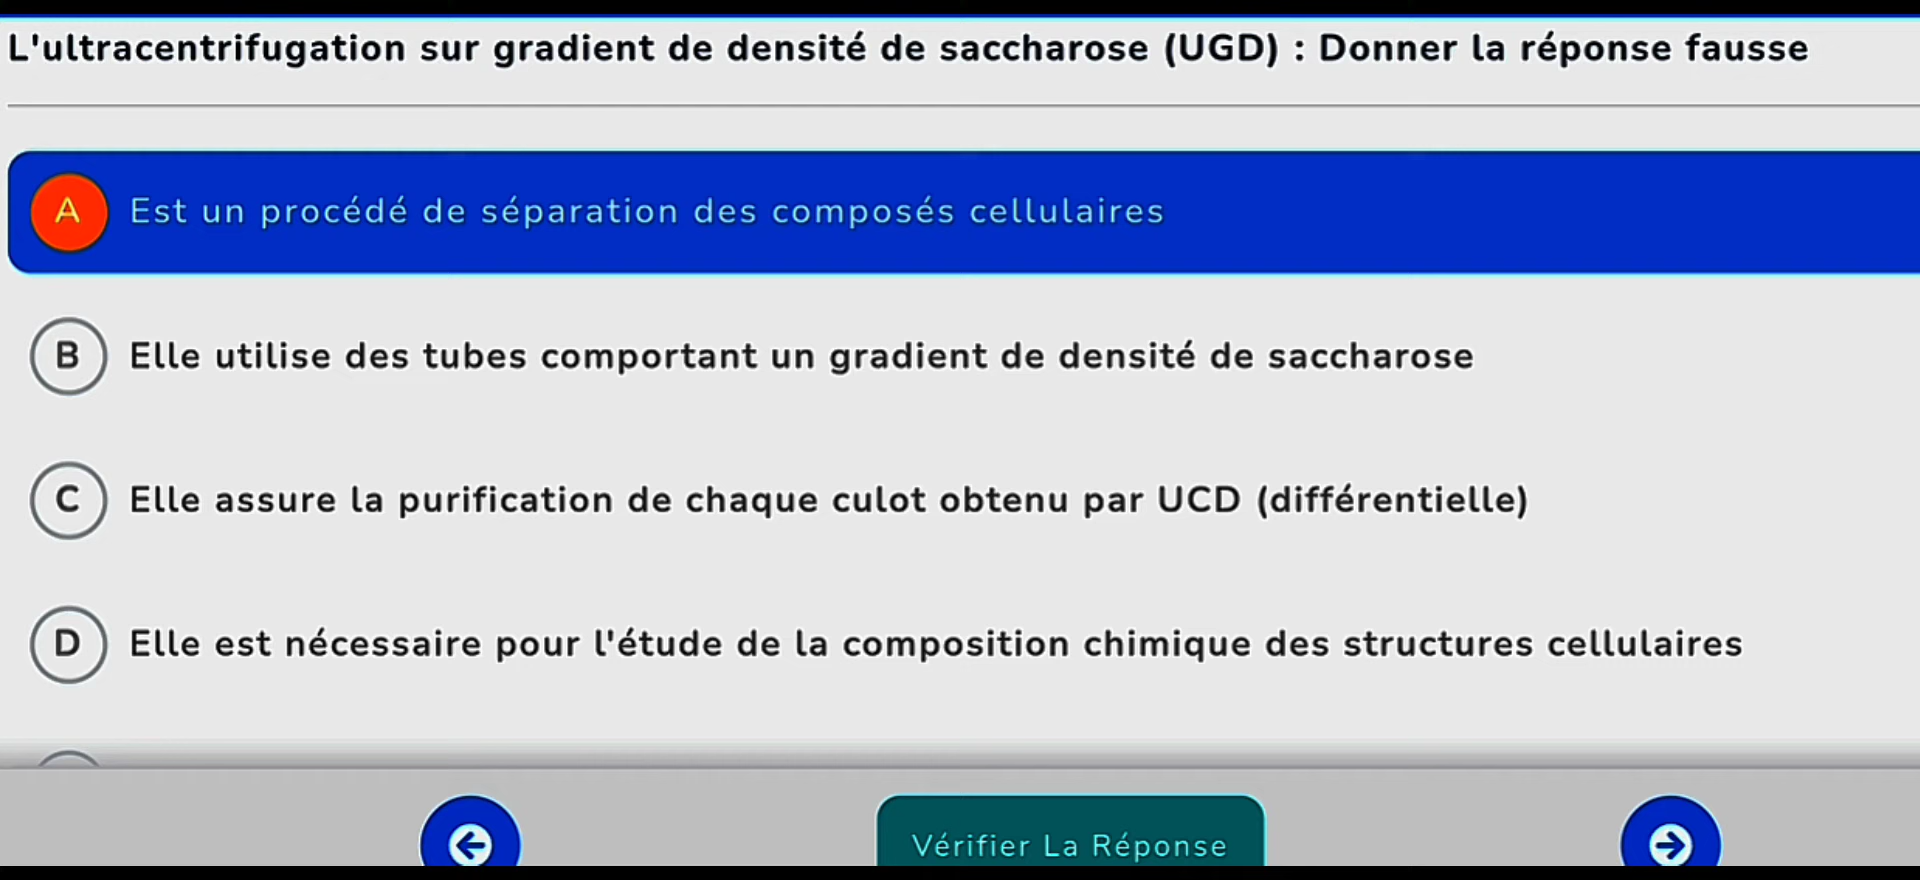 L'ultracentrifugation sur gradient de densité de saccharose (UGD) : Donner la réponse fausse
A Est un procédé de séparation des composés cellulaires
B Elle utilise des tubes comportant un gradient de densité de saccharose
C Elle assure la purification de chaque culot obtenu par UCD (différentielle)
D Elle est nécessaire pour l'étude de la composition chimique des structures cellulaires
Vérifier La Réponse